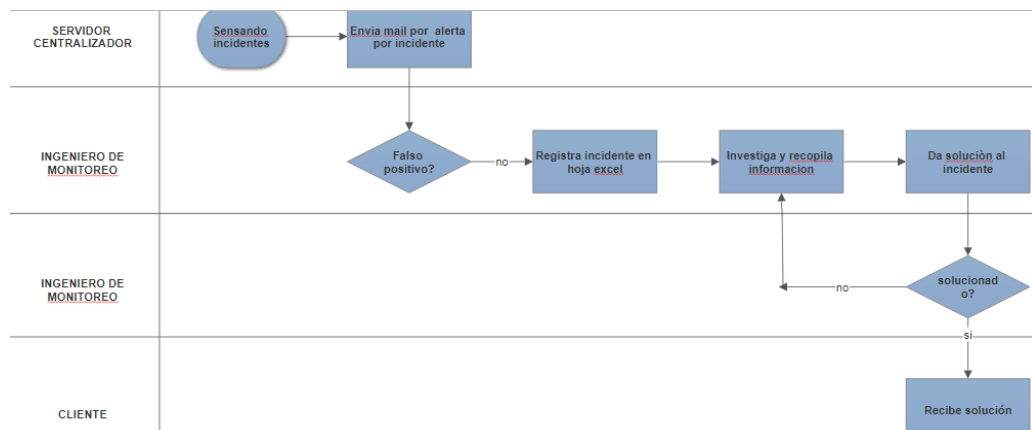 SERVIDOR
CENTRALIZADOR
Sensando
incidentes
Envia mail por alerta
por incidente
INGENIERO DE
MONITOREO
Falso
positivo?
no
Registra incidente en
hoja excel
Investiga y recopila
informacion
Da soluciòn al
incidente
INGENIERO DE
MONITOREO
solucionad
o?
no
si
CLIENTE
Recibe solución